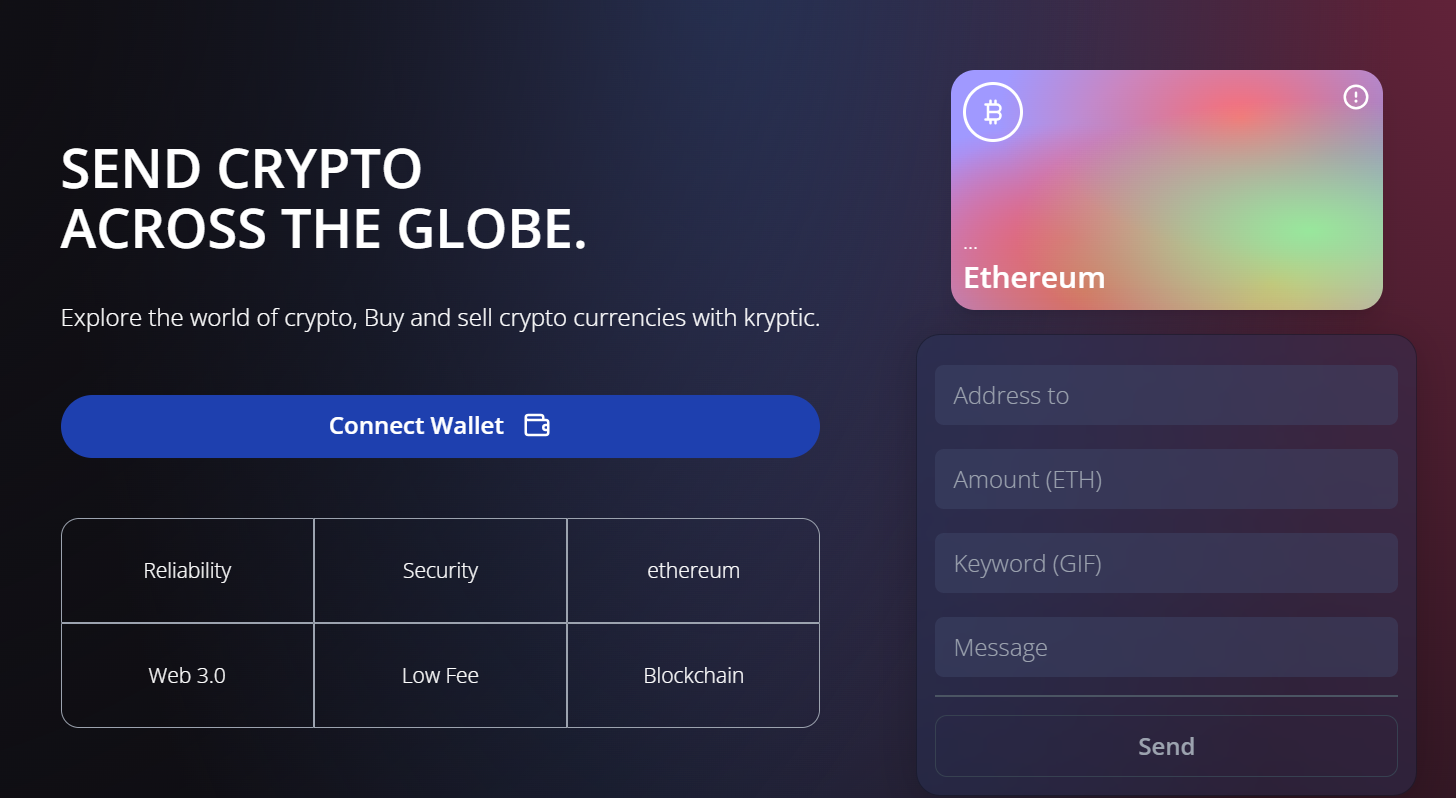 SEND CRYPTO
ACROSS THE GLOBE.
Explore the world of crypto, Buy and sell crypto currencies with kryptic.
Connect Wallet
Reliability
Security
ethereum
Web 3.0
Low Fee
Blockchain
...
Ethereum
Address to
Amount (ETH)
Keyword (GIF)
Message
Send